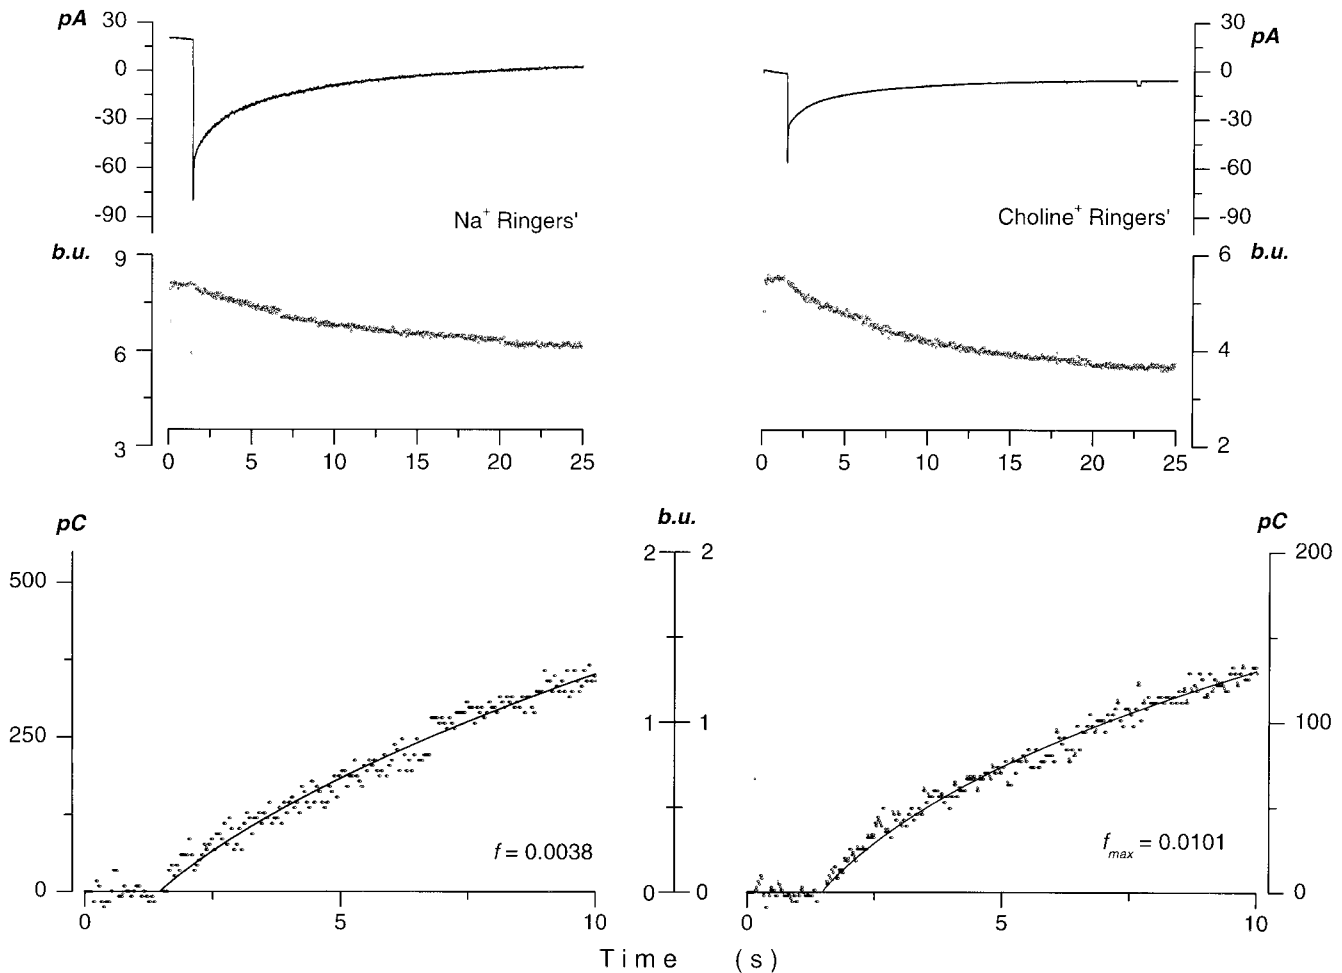 pA 30 30 pA
0 0
-30 -30
-60 -60
-90 Na+ Ringers' Choline+ Ringers' -90
b.u. 9 6 b.u.
6 4
3 2
0 5 10 15 20 25 0 5 10 15 20 25
pC b.u. pC
500 2 2 200
250 1 1 100
f = 0.0038 fmax = 0.0101
0 0 0 0
0 5 10 0 5 10
Time (s)